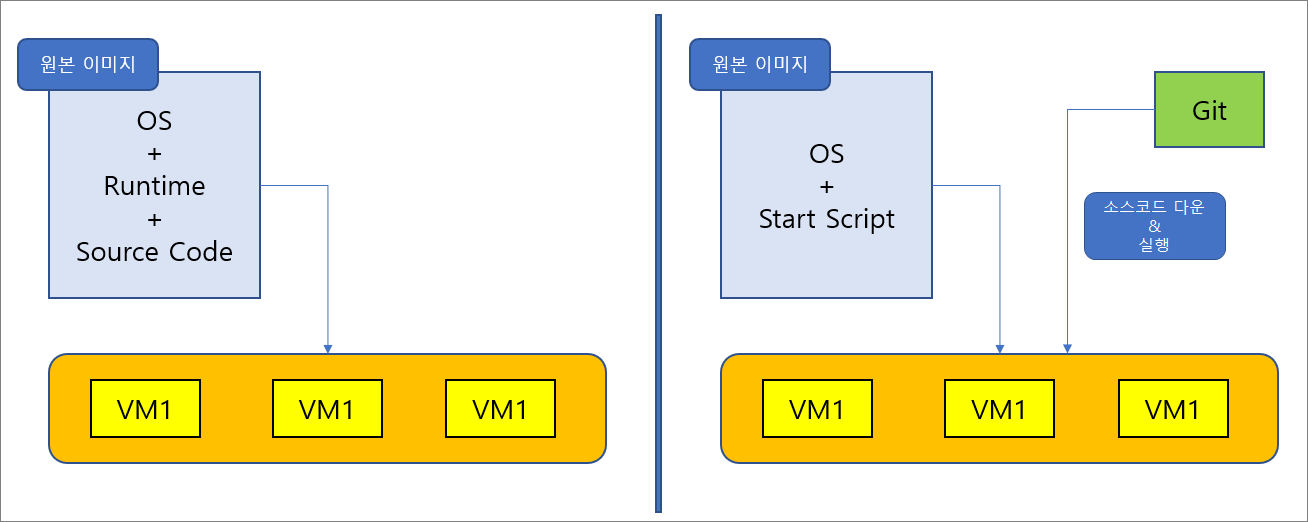 원본 이미지
OS
+
Runtime
+
Source Code
VM1
VM1
VM1
원본 이미지
OS
+
Start Script
Git
소스코드 다운
&
실행
VM1
VM1
VM1